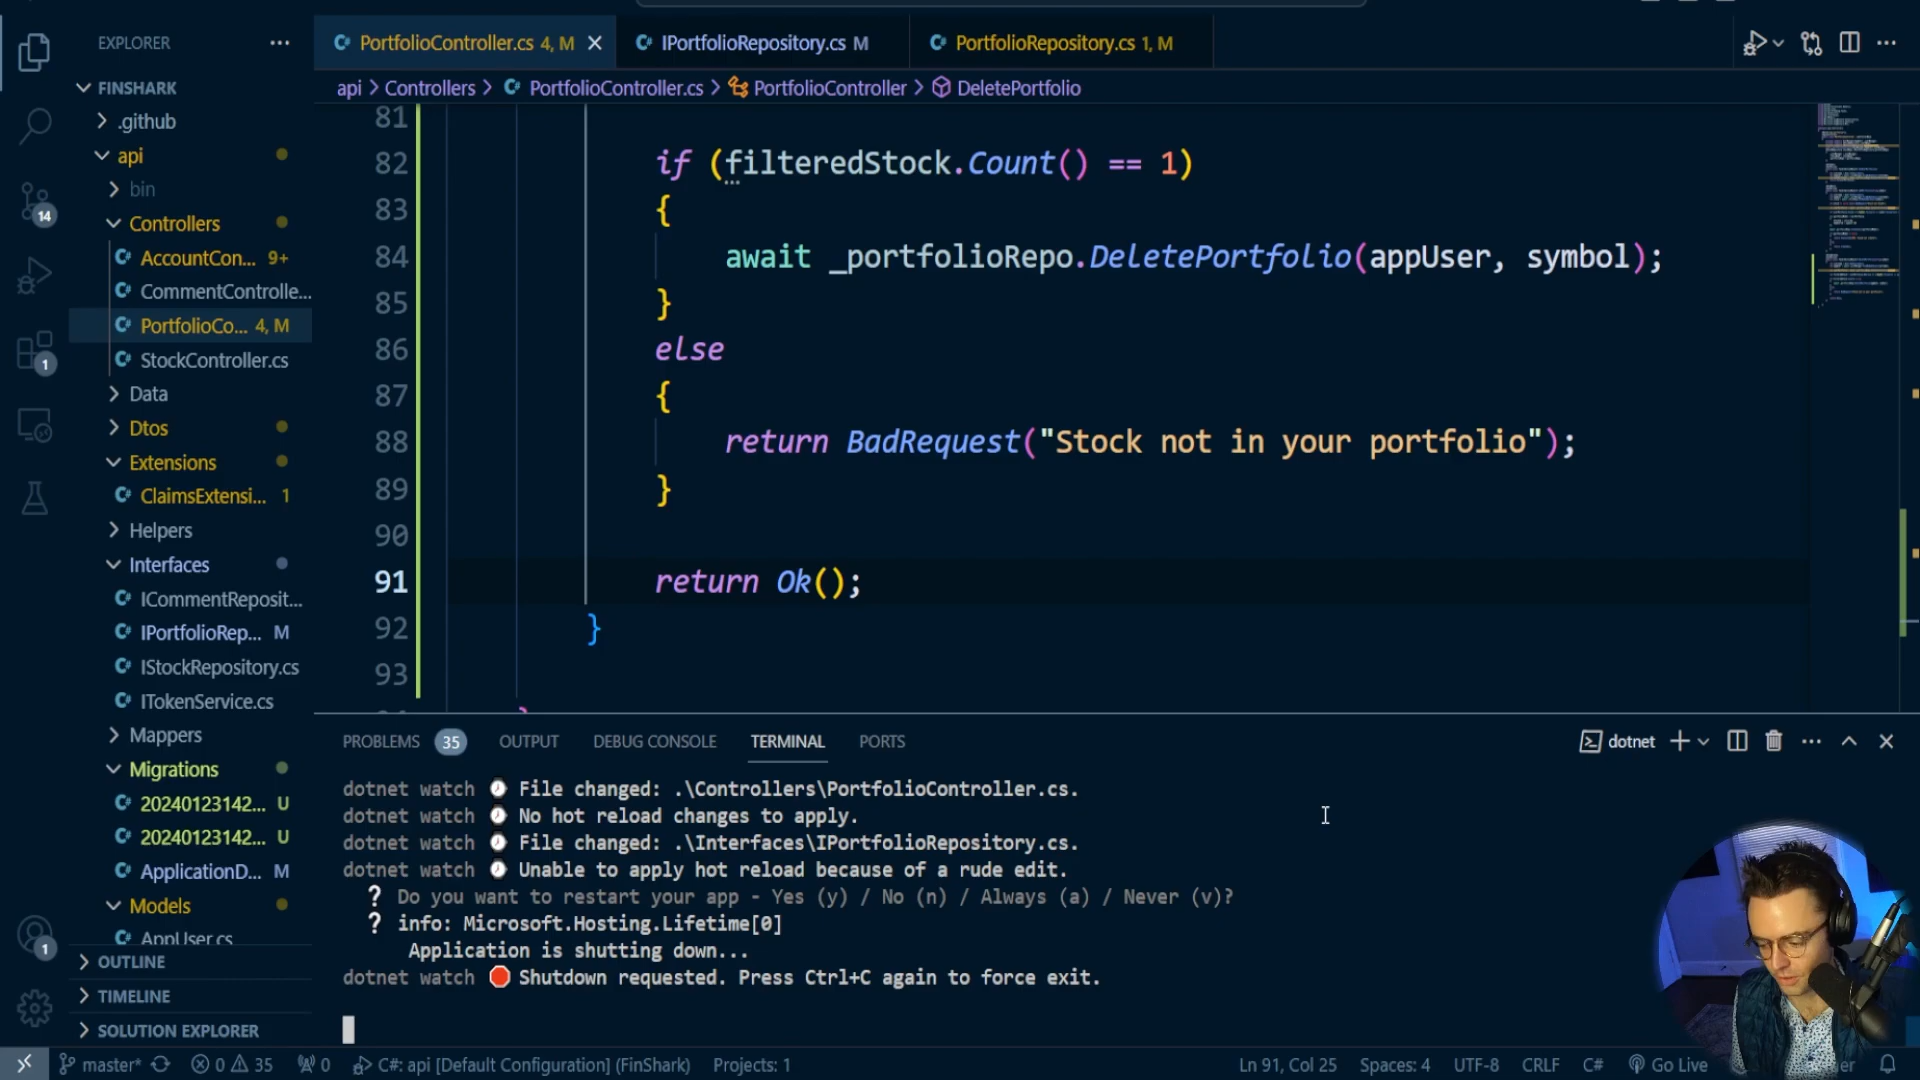 EXPLORER
FINSHARK
.github
api
bin
Controllers
AccountCon... 9+
CommentControlle...
PortfolioCo... 4, M
StockController.cs
Data
Dtos
Extensions
ClaimsExtensi... 1
Helpers
Interfaces
ICommentReposit...
IPortfolioRep... M
IStockRepository.cs
ITokenService.cs
Mappers
Migrations
20240123142... U
20240123142... U
ApplicationD... M
Models
AppUser.cs
OUTLINE
TIMELINE
SOLUTION EXPLORER
14
1
1
PortfolioController.cs 4, M
IPortfolioRepository.cs M
PortfolioRepository.cs 1, M
api > Controllers > PortfolioController.cs > PortfolioController > DeletePortfolio
81
82 if (filteredStock.Count() == 1)
83 {
84 await _portfolioRepo.DeletePortfolio(appUser, symbol);
85 }
86 else
87 {
88 return BadRequest("Stock not in your portfolio");
89 }
90
91 return Ok();
92 }
93
PROBLEMS 35 OUTPUT DEBUG CONSOLE TERMINAL PORTS
dotnet
dotnet watch File changed: .\Controllers\PortfolioController.cs.
dotnet watch No hot reload changes to apply.
dotnet watch File changed: .\Interfaces\IPortfolioRepository.cs.
dotnet watch Unable to apply hot reload because of a rude edit.
? Do you want to restart your app - Yes (y) / No (n) / Always (a) / Never (v)?
? info: Microsoft.Hosting.Lifetime[0]
Application is shutting down...
dotnet watch Shutdown requested. Press Ctrl+C again to force exit.
master* 0 35 0 C#: api [Default Configuration] (FinShark) Projects: 1 Ln 91, Col 25 Spaces: 4 UTF-8 CRLF C# Go Live